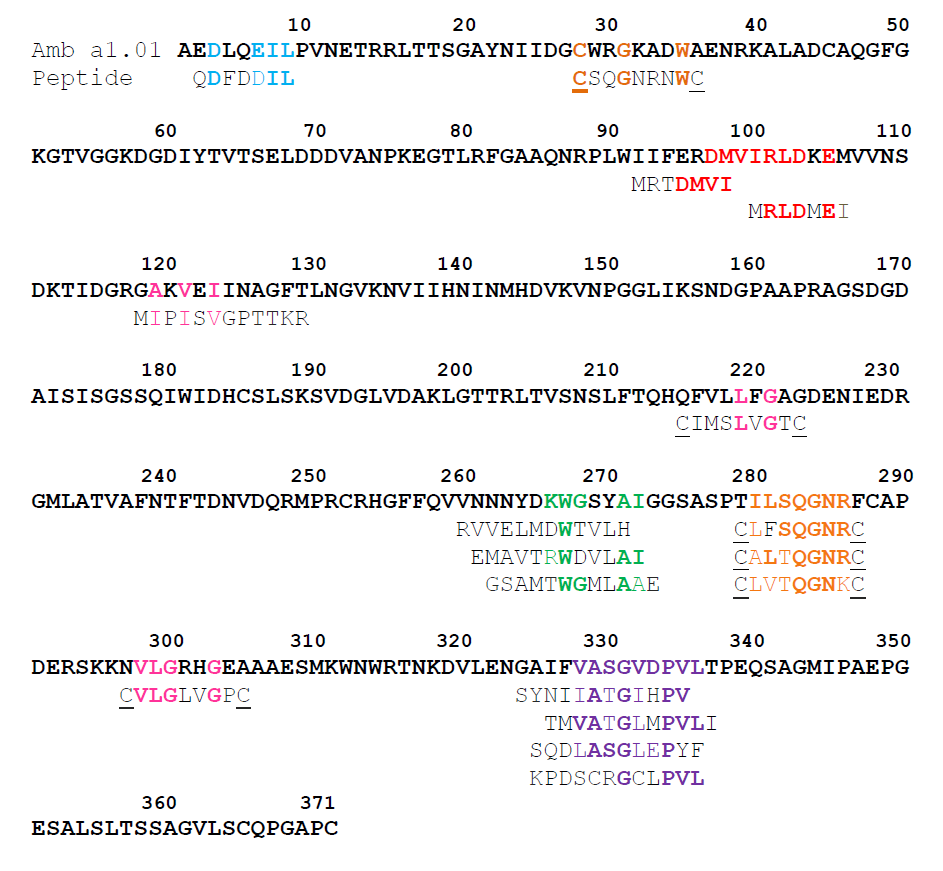 10 20 30 40 50
Amb a1.01 AEDLQEILPVNETRRLTTSGAYNIIDGCWRGKADWAENRKALADCAQGFG
Peptide QDFDDIL CSQGNRNWC
60 70 80 90 100 110
KGTVGGKDGDIYTVTSELDDDVANPKEGTLRFGAAQNRPLWIIFERDMVIRLDKEMVVNS
MRTDMVI
MRLDMEI
120 130 140 150 160 170
DKTIDGRGAKVEIINAGFTLNGVKNVIIHNINMHDVKVNPGGLIKSNDGPAAPRAGSDGD
MIPISVGPTTKR
180 190 200 210 220 230
AISISGSSQIWIDHCSLSKSVDGLVDAKLGTTRLTVSNSLFTQHQFVLLFGAGDENIEDR
CIMSLVGTC
240 250 260 270 280 290
GMLATVAFNTFTDNVDQRMPRCRHGFFQVVNNNYDKWGSYAIGGSASPTILSQGNRFCAP
RVVELMDWTVLH CLFSQGNRC
EMAVTRWDVLAI CALTQGNRC
GSAMTWGMLAAE CLVTQGNKC
300 310 320 330 340 350
DERSKKNVLGRHGEAAAESMKWNWRTNKDVLENGAIFVASGVDPVLTPEQSAGMIPAEPG
CVLGLVGPC SYNIIATGIHPV
TMVATGLMPVLI
SQDLASGLEPYF
KPDSCRGCLPVL
360 371
ESALSLTSSAGVLSCQPGAPC